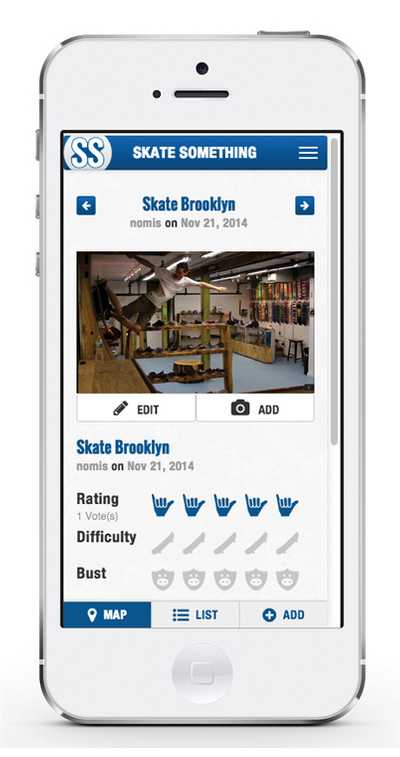 SS
SKATE SOMETHING
Skate Brooklyn
nomis on Nov 21, 2014
EDIT
ADD
Skate Brooklyn
nomis on Nov 21, 2014
Rating
1 Vote(s)
Difficulty
Bust
MAP
LIST
ADD